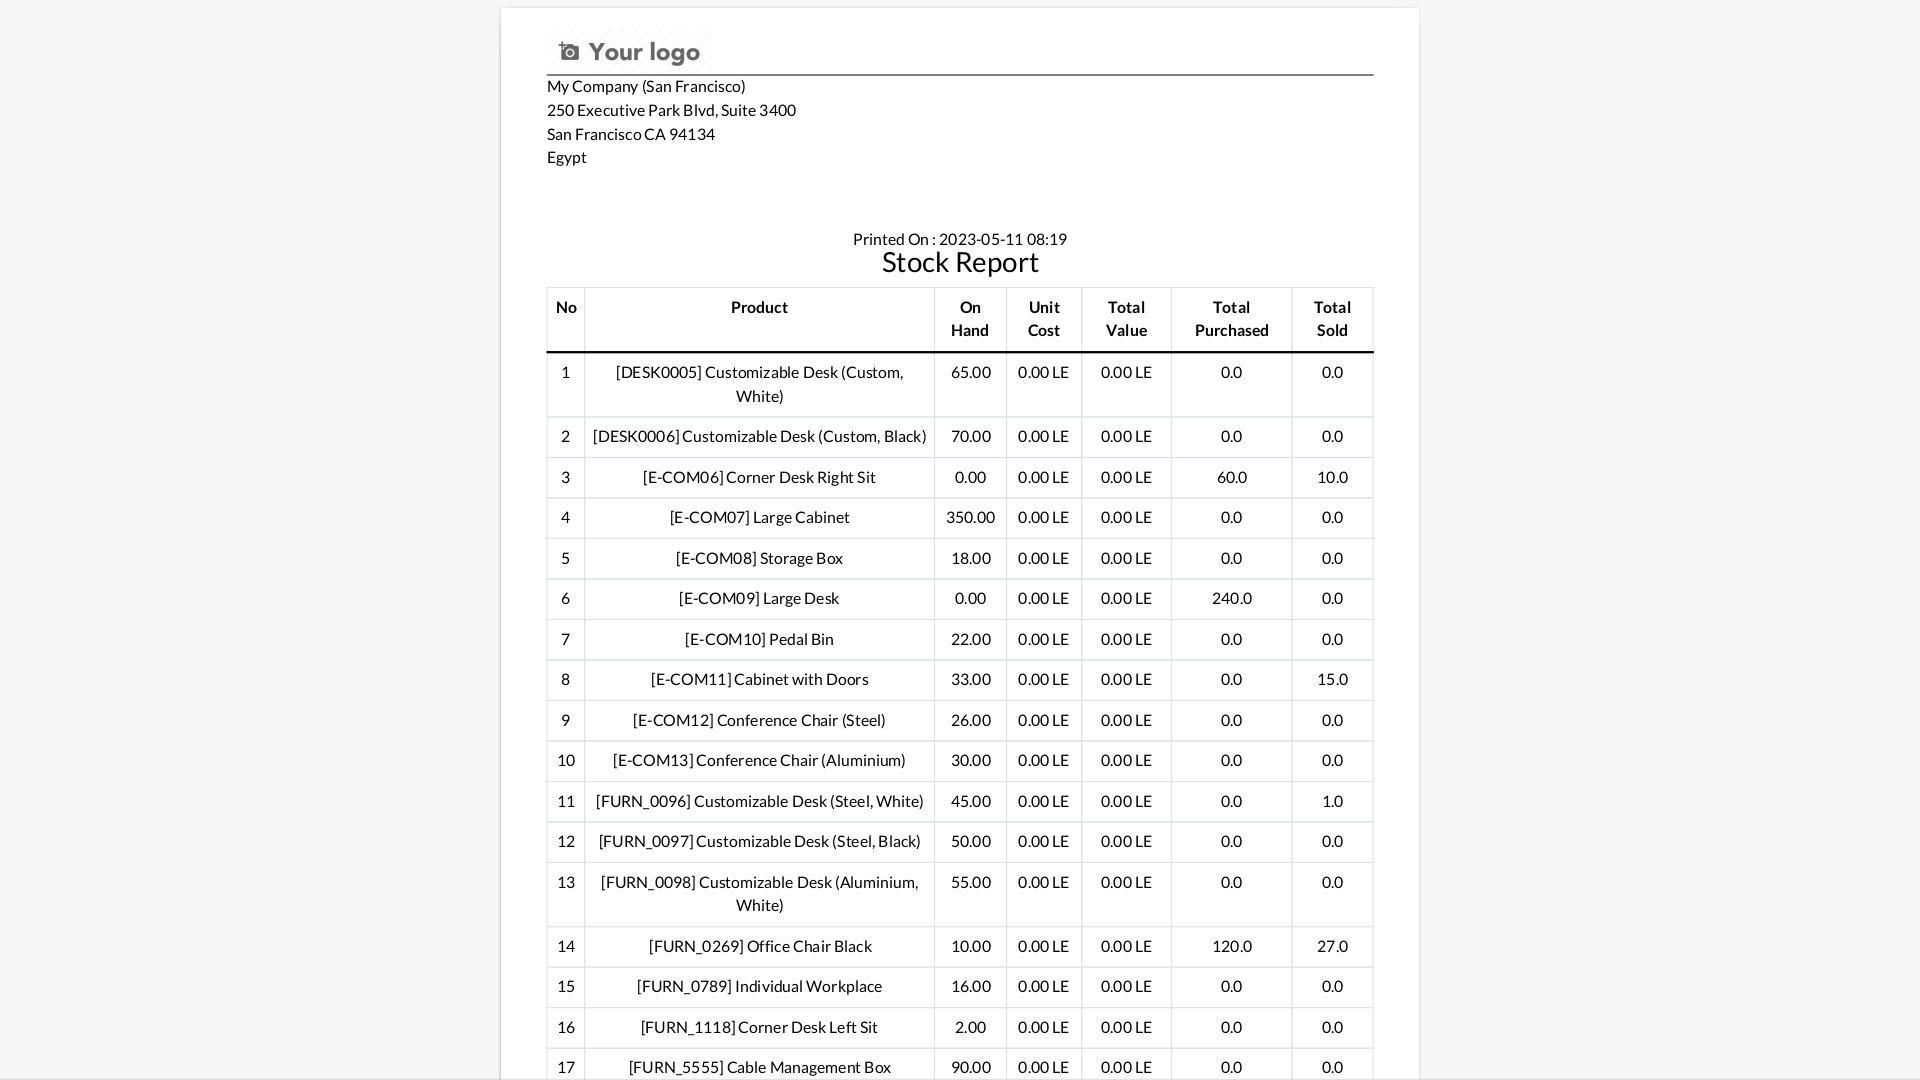 Your logo
My Company (San Francisco)
250 Executive Park Blvd, Suite 3400
San Francisco CA 94134
Egypt
Printed On : 2023-05-11 08:19
Stock Report
No Product On Hand Unit Cost Total Value Total Purchased Total Sold
1 [DESK0005] Customizable Desk (Custom, White) 65.00 0.00 LE 0.00 LE 0.0 0.0
2 [DESK0006] Customizable Desk (Custom, Black) 70.00 0.00 LE 0.00 LE 0.0 0.0
3 [E-COM06] Corner Desk Right Sit 0.00 0.00 LE 0.00 LE 60.0 10.0
4 [E-COM07] Large Cabinet 350.00 0.00 LE 0.00 LE 0.0 0.0
5 [E-COM08] Storage Box 18.00 0.00 LE 0.00 LE 0.0 0.0
6 [E-COM09] Large Desk 0.00 0.00 LE 0.00 LE 240.0 0.0
7 [E-COM10] Pedal Bin 22.00 0.00 LE 0.00 LE 0.0 0.0
8 [E-COM11] Cabinet with Doors 33.00 0.00 LE 0.00 LE 0.0 15.0
9 [E-COM12] Conference Chair (Steel) 26.00 0.00 LE 0.00 LE 0.0 0.0
10 [E-COM13] Conference Chair (Aluminium) 30.00 0.00 LE 0.00 LE 0.0 0.0
11 [FURN_0096] Customizable Desk (Steel, White) 45.00 0.00 LE 0.00 LE 0.0 1.0
12 [FURN_0097] Customizable Desk (Steel, Black) 50.00 0.00 LE 0.00 LE 0.0 0.0
13 [FURN_0098] Customizable Desk (Aluminium, White) 55.00 0.00 LE 0.00 LE 0.0 0.0
14 [FURN_0269] Office Chair Black 10.00 0.00 LE 0.00 LE 120.0 27.0
15 [FURN_0789] Individual Workplace 16.00 0.00 LE 0.00 LE 0.0 0.0
16 [FURN_1118] Corner Desk Left Sit 2.00 0.00 LE 0.00 LE 0.0 0.0
17 [FURN_5555] Cable Management Box 90.00 0.00 LE 0.00 LE 0.0 0.0